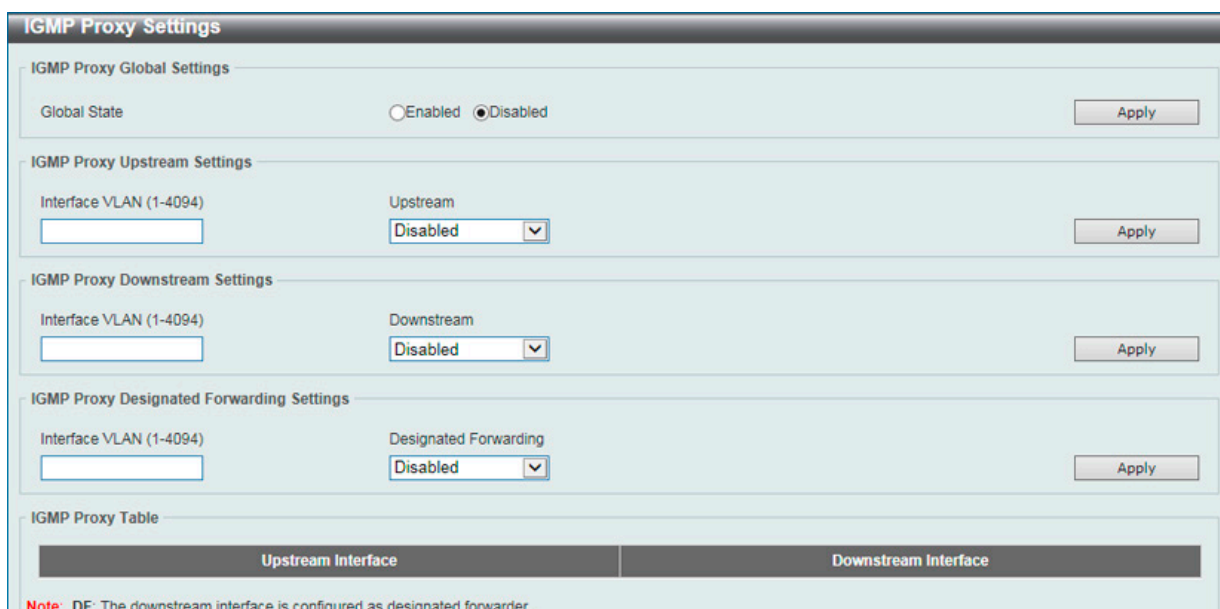 IGMP Proxy Settings
IGMP Proxy Global Settings
Global State Enabled Disabled Apply
IGMP Proxy Upstream Settings
Interface VLAN (1-4094) Upstream
Disabled Apply
IGMP Proxy Downstream Settings
Interface VLAN (1-4094) Downstream
Disabled Apply
IGMP Proxy Designated Forwarding Settings
Interface VLAN (1-4094) Designated Forwarding
Disabled Apply
IGMP Proxy Table
Upstream Interface Downstream Interface
Note: DF: The downstream interface is configured as designated forwarder